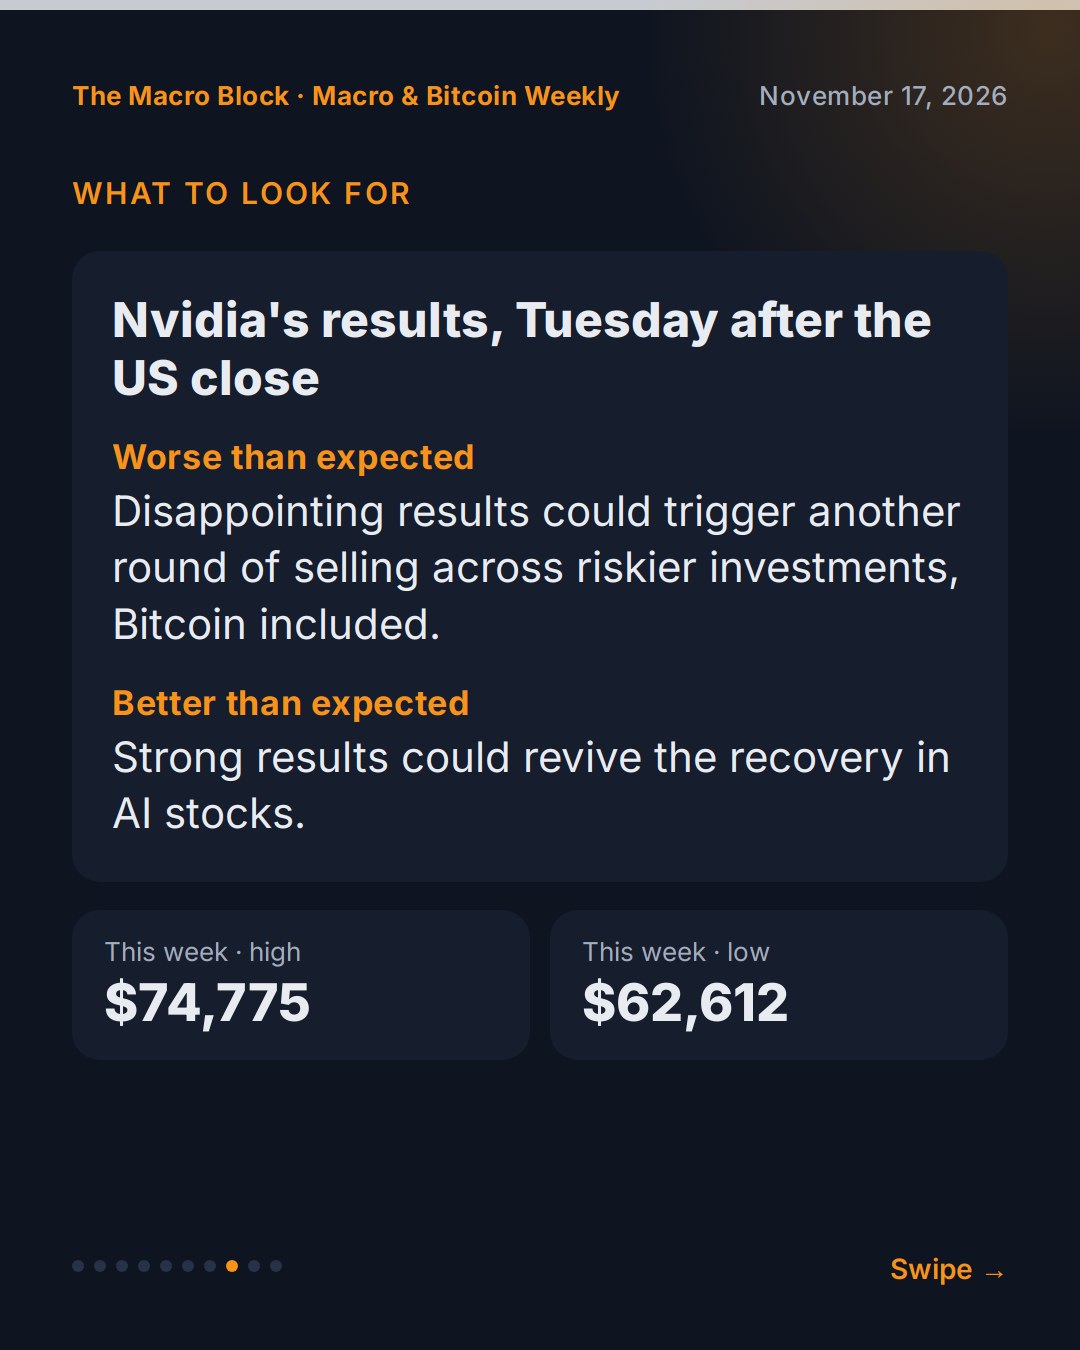 The Macro Block · Macro & Bitcoin Weekly
November 17, 2026
WHAT TO LOOK FOR
Nvidia's results, Tuesday after the
US close
Worse than expected
Disappointing results could trigger another
round of selling across riskier investments,
Bitcoin included.
Better than expected
Strong results could revive the recovery in
AI stocks.
This week · high
$74,775
This week · low
$62,612
Swipe →